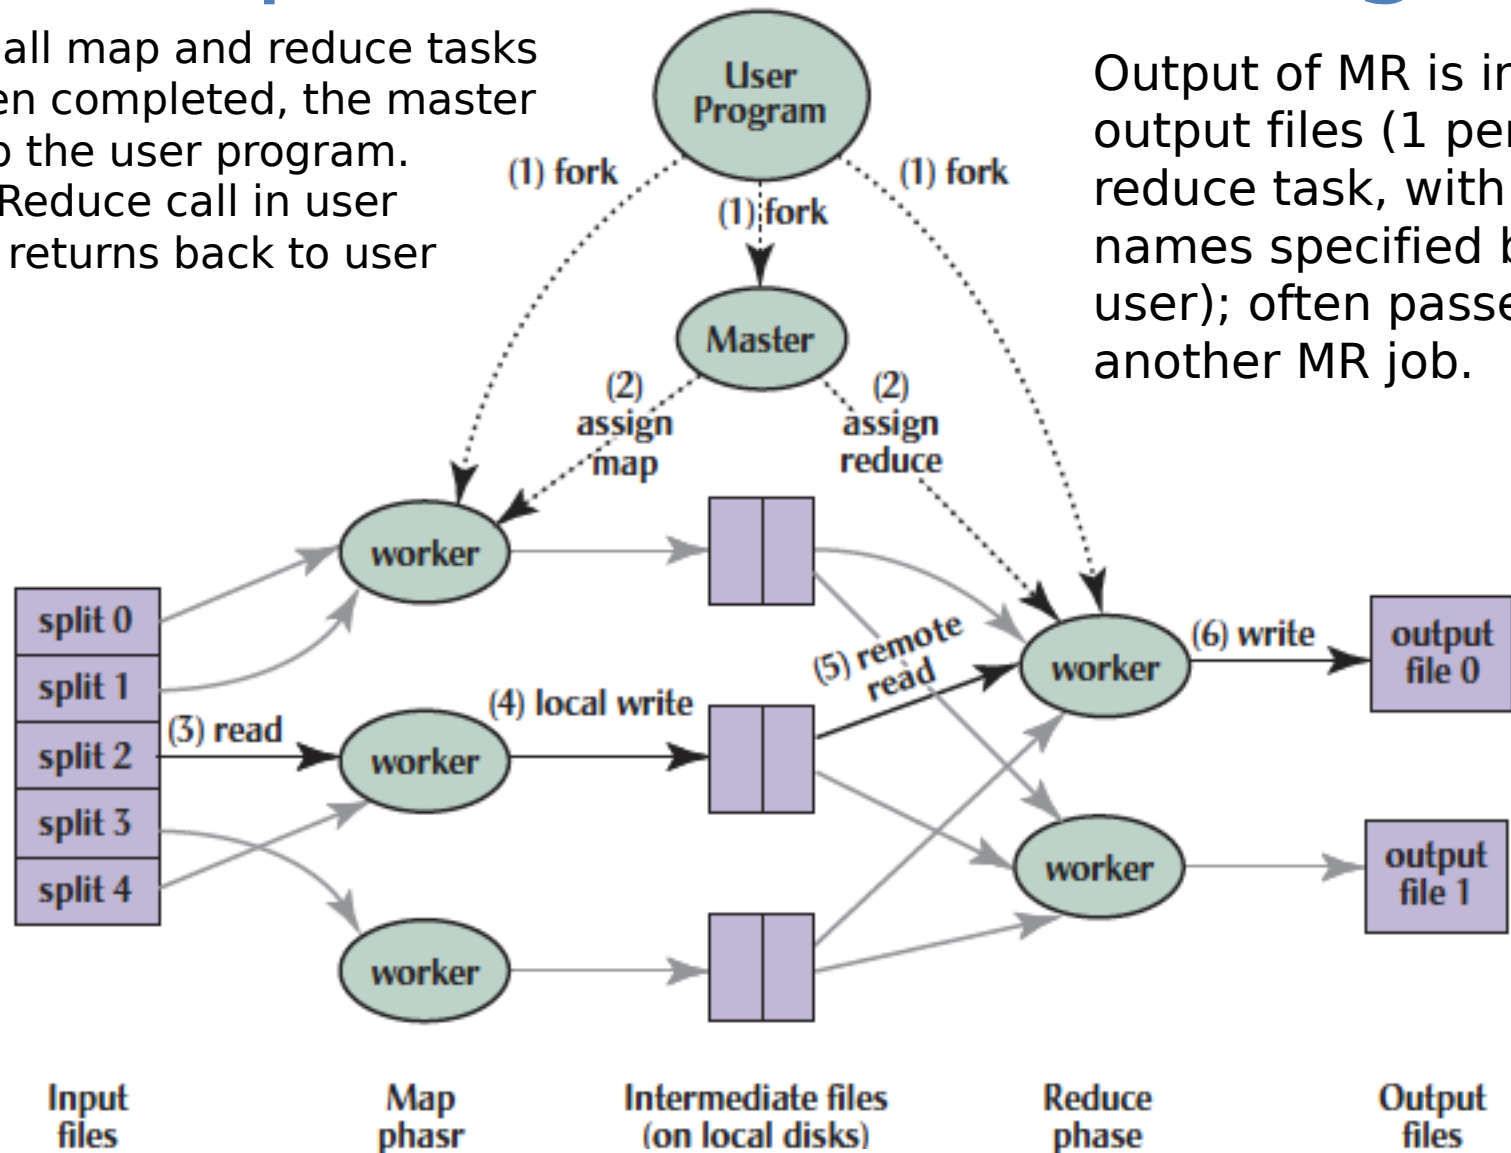 all map and reduce tasks
completed, the master
the user program.
Reduce call in user
returns back to user
Output of MR is
output files (1 per
reduce task, with
names specified
user); often
another MR job.
User
Program
(1) fork
(1) fork
(1) fork
Master
(2)
assign
map
(2)
assign
reduce
worker
split 0
split 1
split 2
split 3
split 4
(3) read
worker
(4) local write
worker
(5) remote
read
worker
(6) write
output
file 0
worker
output
file 1
Input
files
Map
phasr
Intermediate files
(on local disks)
Reduce
phase
Output
files